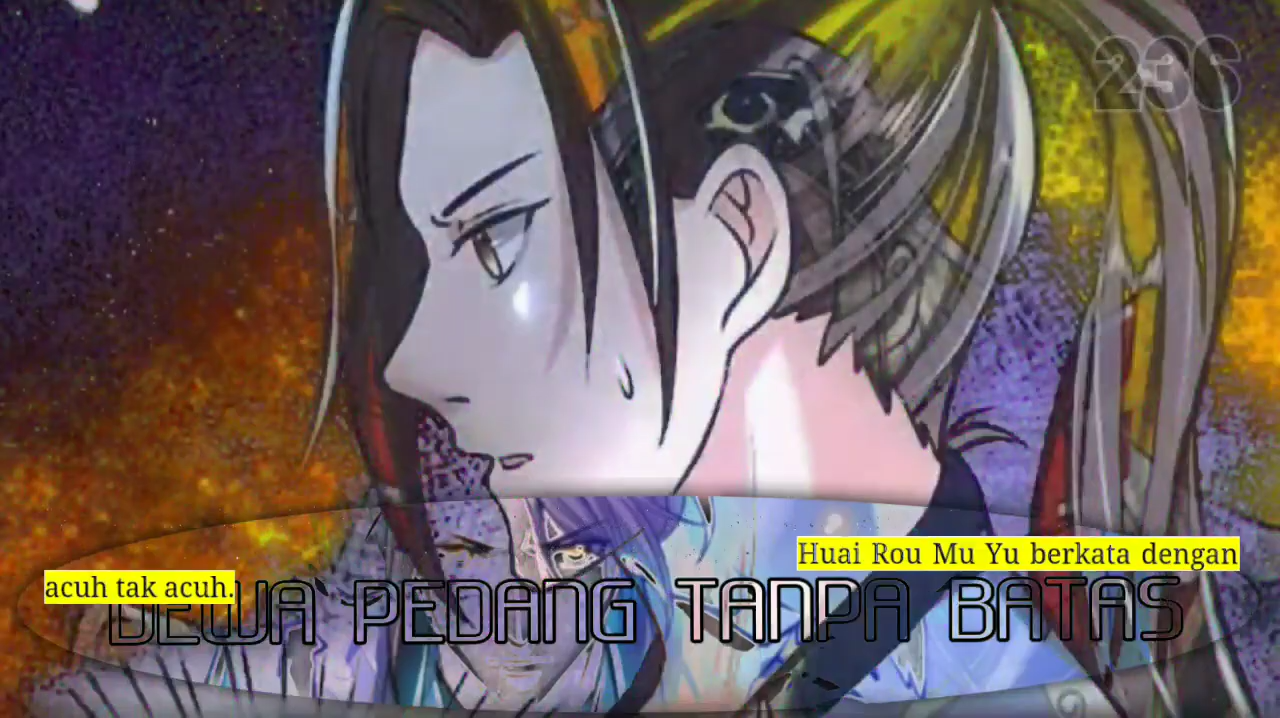 236
Huai Rou Mu Yu berkata dengan
acuh tak acuh.
DEWA PEDANG TANPA BATAS